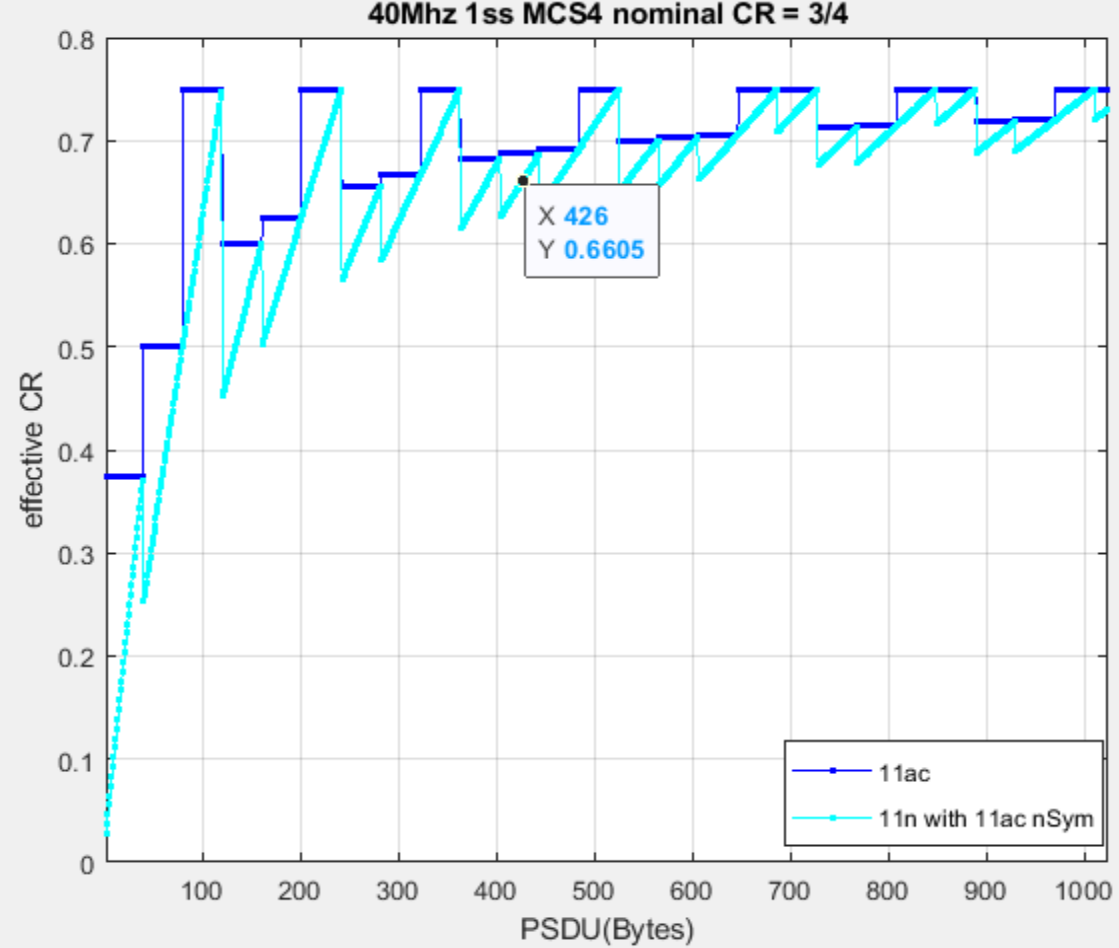 40Mhz 1ss MCS4 nominal CR = 3/4
0.8
0.7
0.6
0.5
0.4
0.3
0.2
0.1
0
effective CR
X 426
Y 0.6605
11ac
11n with 11ac nSym
100 200 300 400 500 600 700 800 900 1000
PSDU(Bytes)